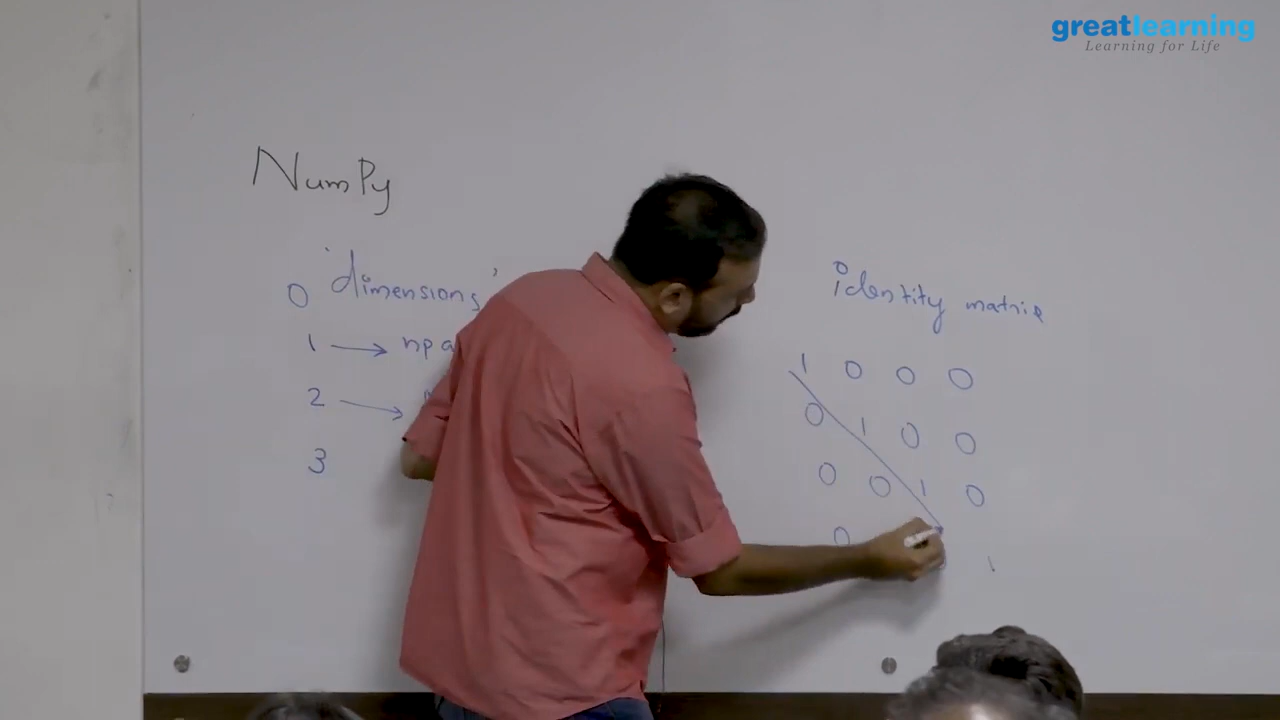 greatlearning
Learning for Life
NumPy
0 'dimensions'
1 → np a
2 →
3
identity matrix
1 0 0 0
0 1 0 0
0 0 1 0
0 1